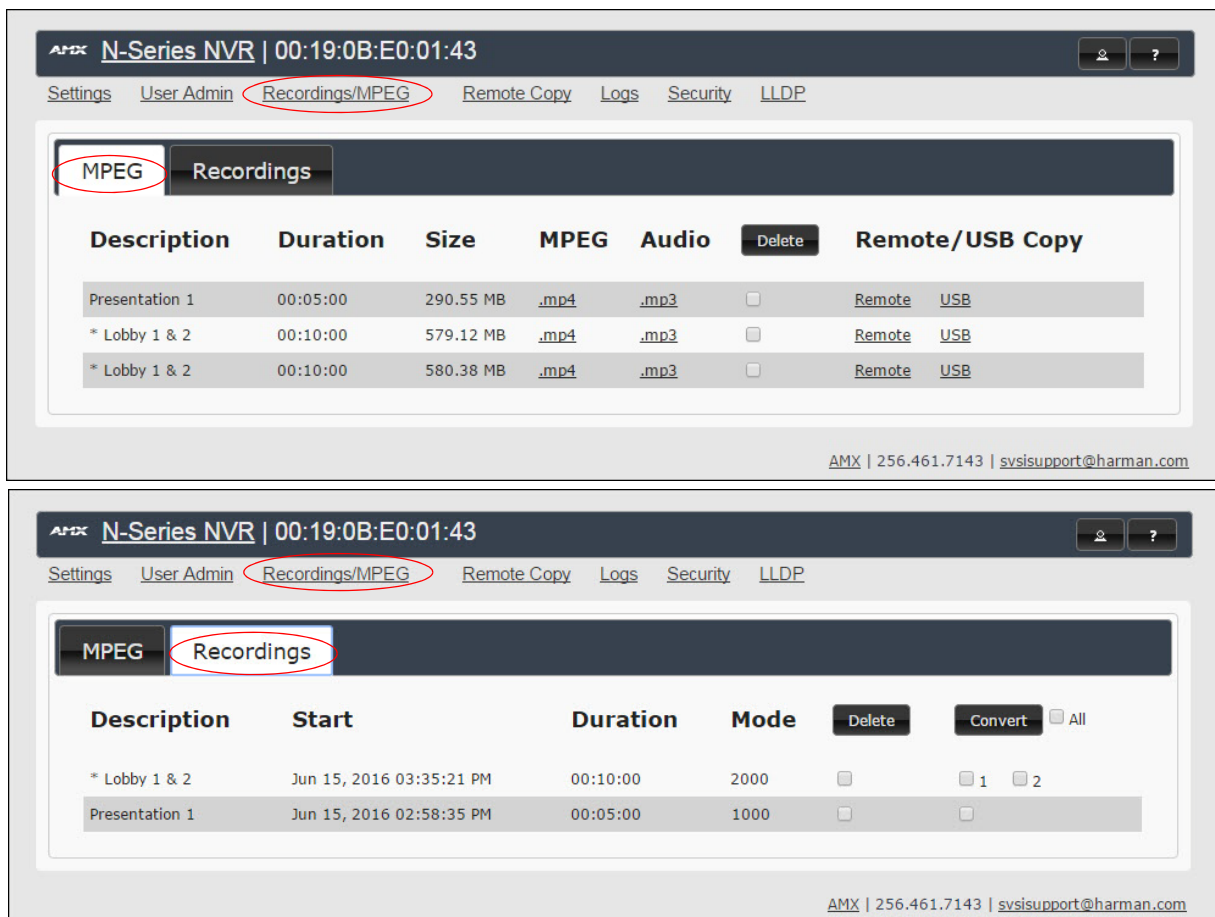 AMX N-Series NVR | 00:19:0B:E0:01:43 ?
Settings User Admin Recordings/MPEG Remote Copy Logs Security LLDP
MPEG Recordings
Description Duration Size MPEG Audio Delete Remote/USB Copy
Presentation 1 00:05:00 290.55 MB .mp4 .mp3 Remote USB
* Lobby 1 & 2 00:10:00 579.12 MB .mp4 .mp3 Remote USB
* Lobby 1 & 2 00:10:00 580.38 MB .mp4 .mp3 Remote USB
AMX | 256.461.7143 | svsisupport@harman.com
AMX N-Series NVR | 00:19:0B:E0:01:43 ?
Settings User Admin Recordings/MPEG Remote Copy Logs Security LLDP
MPEG Recordings
Description Start Duration Mode Delete Convert All
* Lobby 1 & 2 Jun 15, 2016 03:35:21 PM 00:10:00 2000 1 2
Presentation 1 Jun 15, 2016 02:58:35 PM 00:05:00 1000
AMX | 256.461.7143 | svsisupport@harman.com